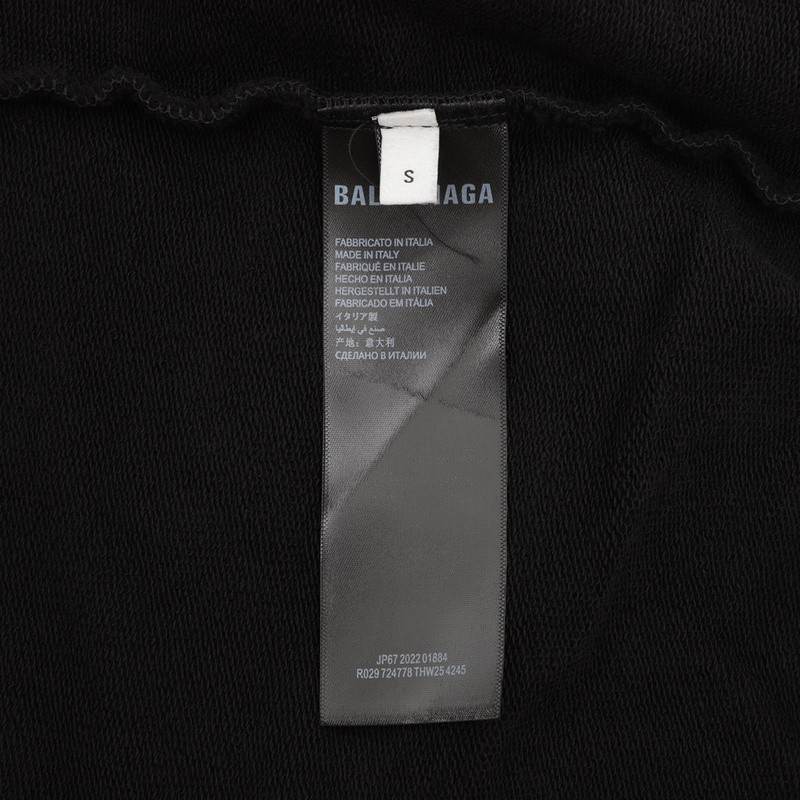 S
BAL NIAGA
FABBRICATO IN ITALIA
MADE IN ITALY
FABRIQUÉ EN ITALIE
HECHO EN ITALIA
HERGESTELLT IN ITALIEN
FABRICADO EM ITÁLIA
イタリア製
صنع في إيطاليا
产地：意大利
СДЕЛАНО В ИТАЛИИ
JP67 2022 01884
R029 724778 THW25 4245